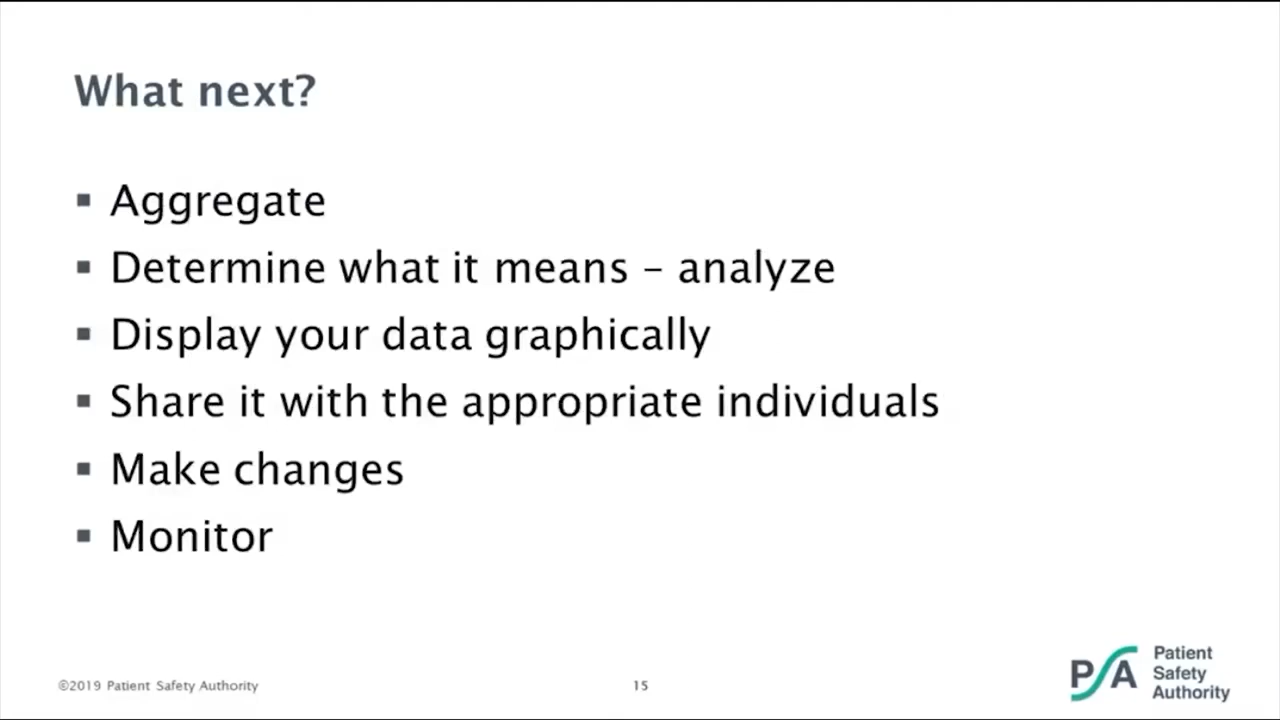 What next?
▪ Aggregate
▪ Determine what it means – analyze
▪ Display your data graphically
▪ Share it with the appropriate individuals
▪ Make changes
▪ Monitor
©2019 Patient Safety Authority
15
PSA
Patient
Safety
Authority